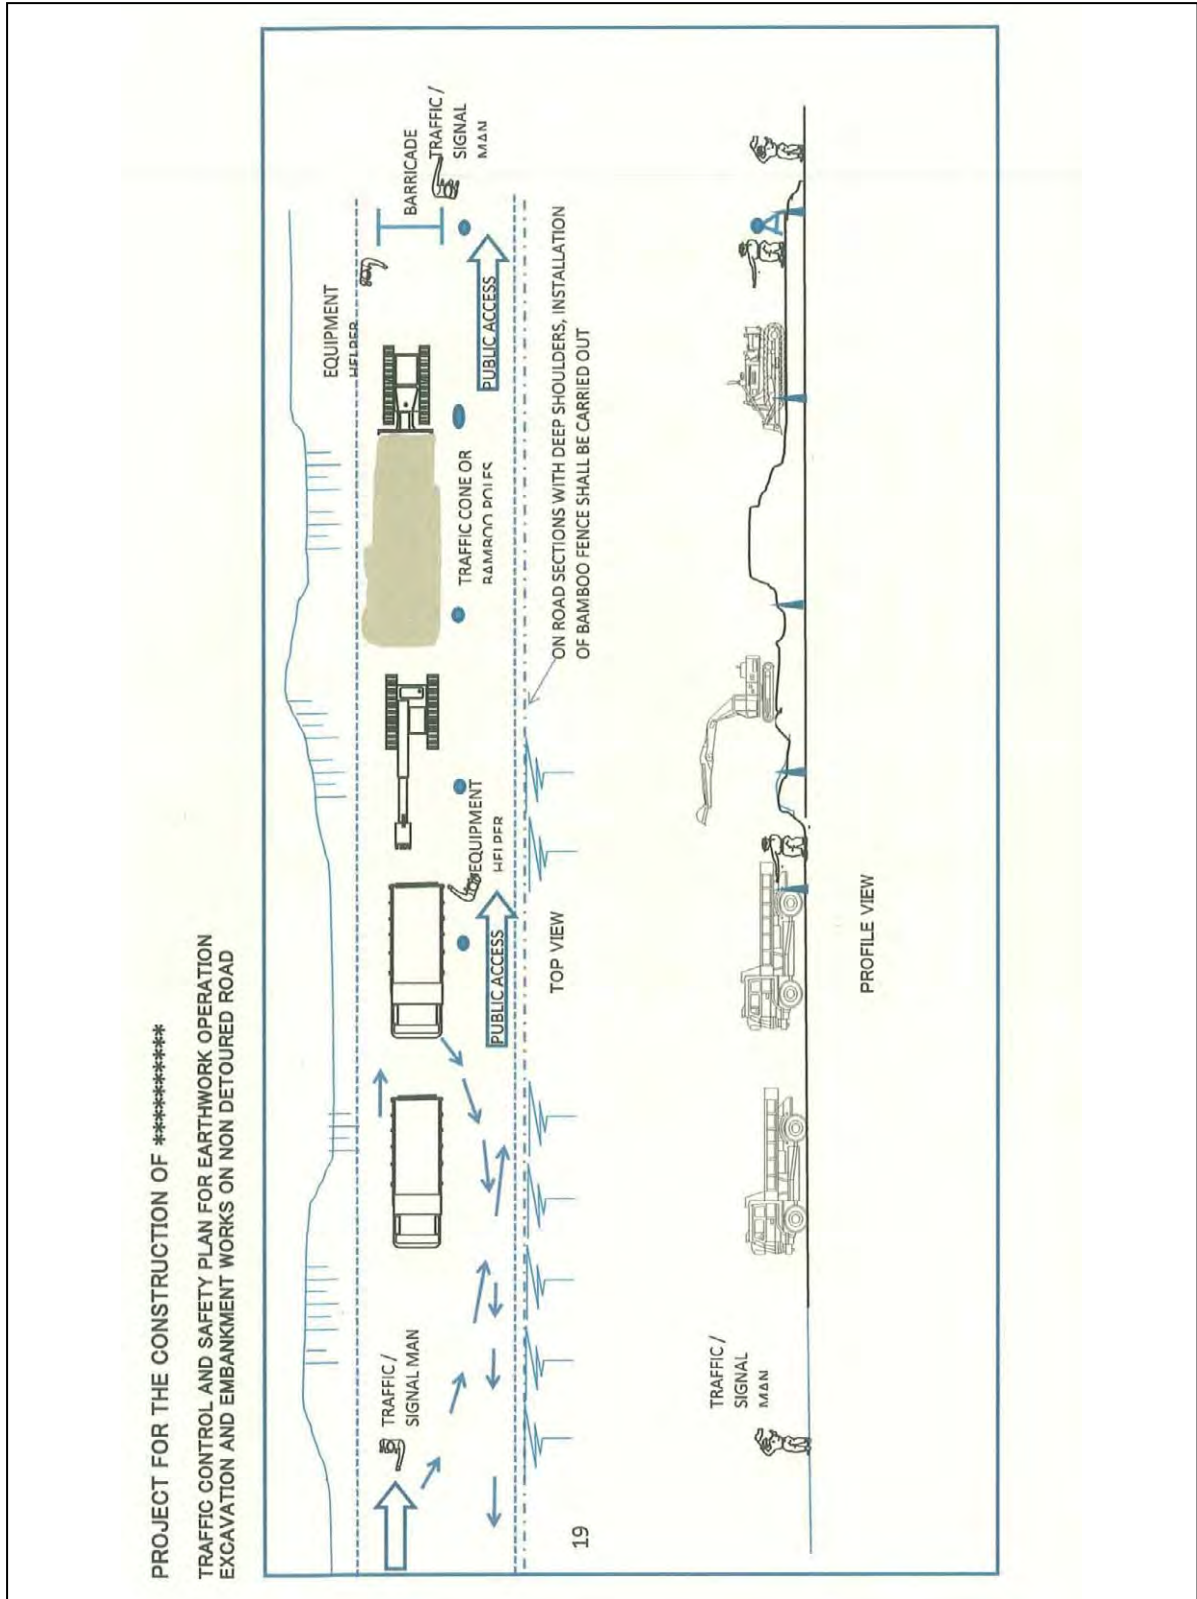 PROJECT FOR THE CONSTRUCTION OF **********
TRAFFIC CONTROL AND SAFETY PLAN FOR EARTHWORK OPERATION
EXCAVATION AND EMBANKMENT WORKS ON NON DETOURED ROAD
EQUIPMENT
HELPER
BARRICADE
TRAFFIC /
SIGNAL
MAN
TRAFFIC /
SIGNAL MAN
EQUIPMENT
HELPER
TRAFFIC CONE OR
BAMBOO POLES
PUBLIC ACCESS
PUBLIC ACCESS
19
TOP VIEW
ON ROAD SECTIONS WITH DEEP SHOULDERS, INSTALLATION
OF BAMBOO FENCE SHALL BE CARRIED OUT
TRAFFIC /
SIGNAL
MAN
PROFILE VIEW